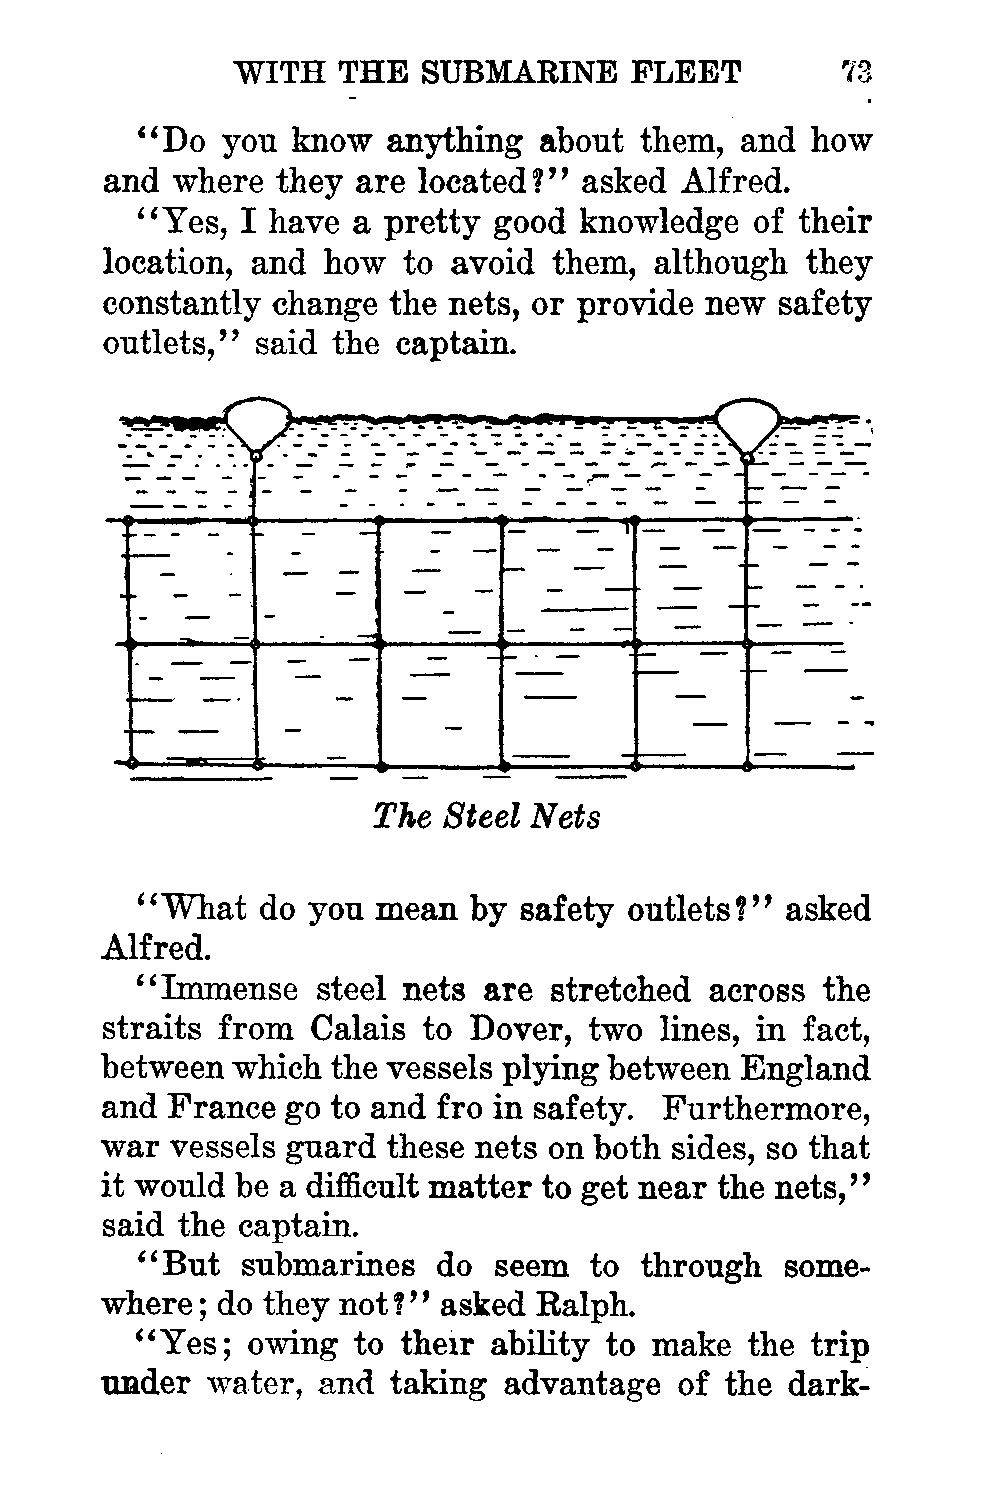 WITH THE SUBMARINE FLEET 73
“Do you know anything about them, and how
and where they are located?” asked Alfred.
“Yes, I have a pretty good knowledge of their
location, and how to avoid them, although they
constantly change the nets, or provide new safety
outlets,” said the captain.
The Steel Nets
“What do you mean by safety outlets?” asked
Alfred.
“Immense steel nets are stretched across the
straits from Calais to Dover, two lines, in fact,
between which the vessels plying between England
and France go to and fro in safety. Furthermore,
war vessels guard these nets on both sides, so that
it would be a difficult matter to get near the nets,”
said the captain.
“But submarines do seem to through some-
where; do they not?” asked Ralph.
“Yes; owing to their ability to make the trip
under water, and taking advantage of the dark-